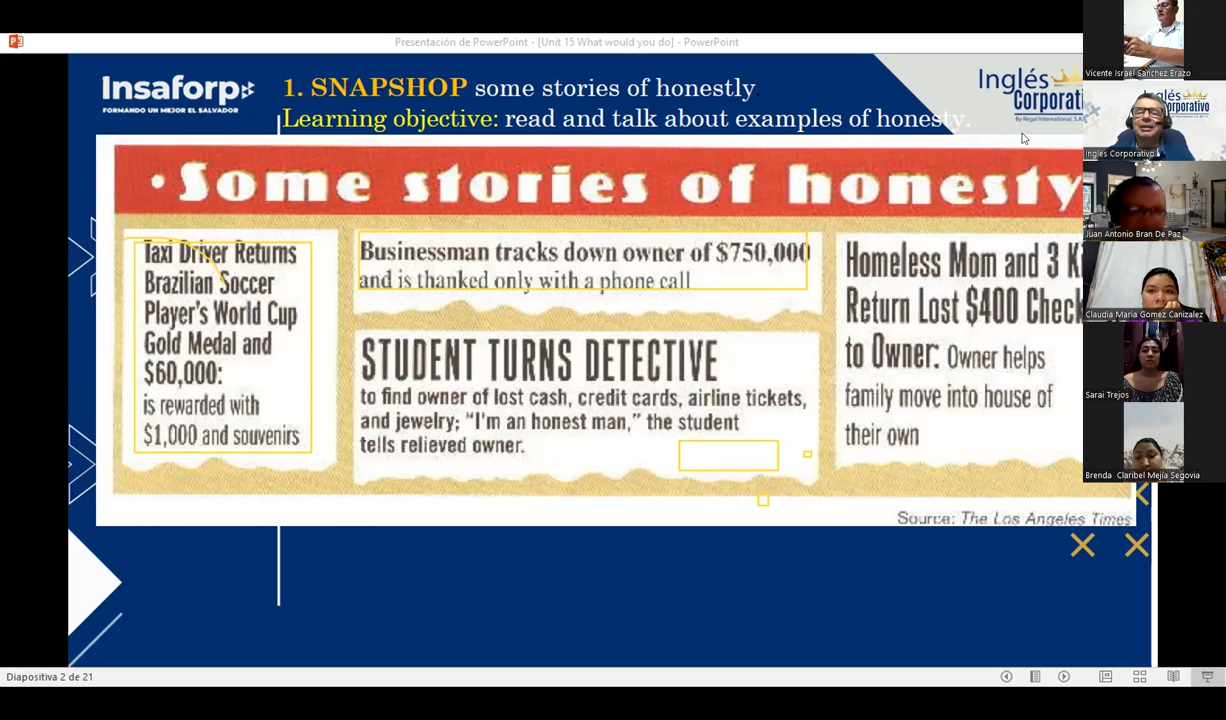 Presentación de PowerPoint - [Unit 15 What would you do] - PowerPoint
Insaforp
FORMANDO UN MEJOR EL SALVADOR
1. SNAPSHOP some stories of honestly.
Learning objective: read and talk about examples of honesty.
Inglés
Corporati
By Regal International, S.A.
• Some stories of honesty
Taxi Driver Returns
Brazilian Soccer
Player's World Cup
Gold Medal and
$60,000:
is rewarded with
$1,000 and souvenirs
Businessman tracks down owner of $750,000
and is thanked only with a phone call
STUDENT TURNS DETECTIVE
to find owner of lost cash, credit cards, airline tickets,
and jewelry; "I'm an honest man," the student
tells relieved owner.
Homeless Mom and 3 K
Return Lost $400 Check
to Owner: Owner helps
family move into house of
their own
Source: The Los Angeles Times
Vicente Israel Sanchez Erazo
Inglés
Corporativo
Inglés Corporativo
Juan Antonio Bran De Paz
Claudia Maria Gomez Canizalez
Sarai Trejos
Brenda Claribel Mejia Segovia
Diapositiva 2 de 21